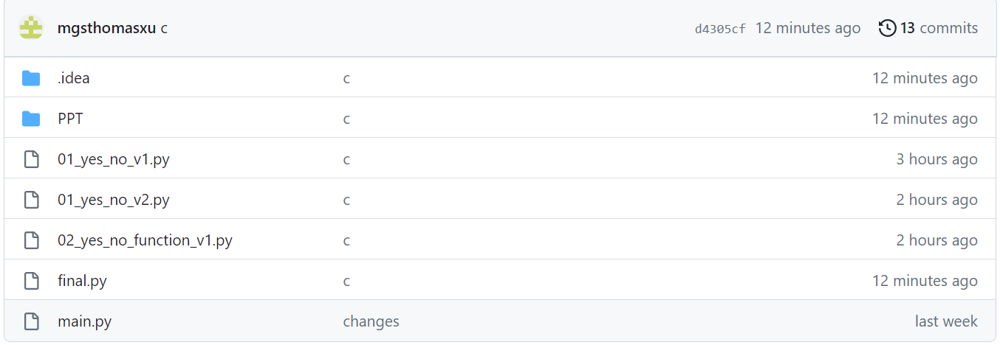 mgsthomasxu c d4305cf 12 minutes ago 13 commits
.idea c 12 minutes ago
PPT c 12 minutes ago
01_yes_no_v1.py c 3 hours ago
01_yes_no_v2.py c 2 hours ago
02_yes_no_function_v1.py c 2 hours ago
final.py c 12 minutes ago
main.py changes last week